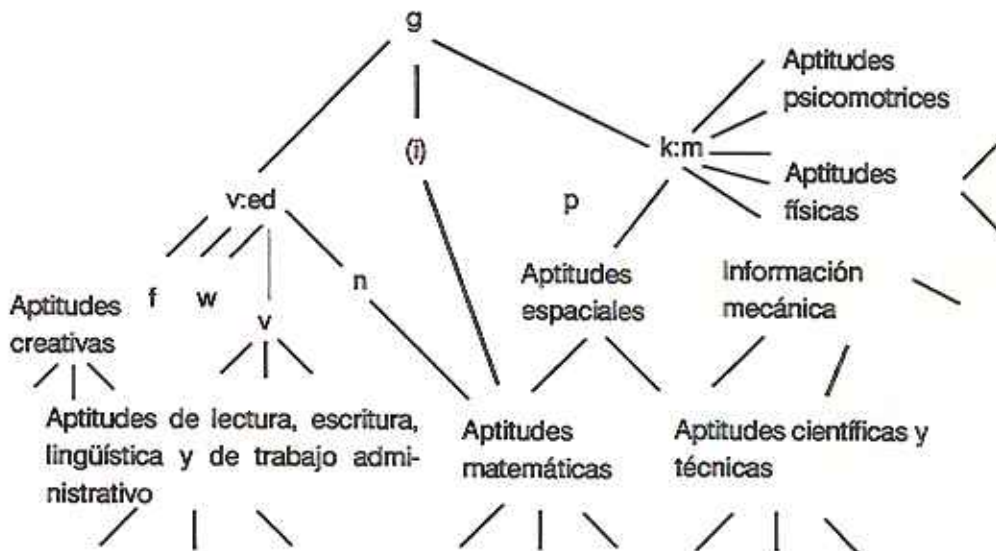 g
Aptitudes
psicomotrices
(i)
k:m
v:ed
p
Aptitudes
físicas
n
Aptitudes
espaciales
Información
mecánica
Aptitudes
creativas
f
w
v
Aptitudes de lectura, escritura,
lingüística y de trabajo admi-
nistrativo
Aptitudes
matemáticas
Aptitudes científicas y
técnicas